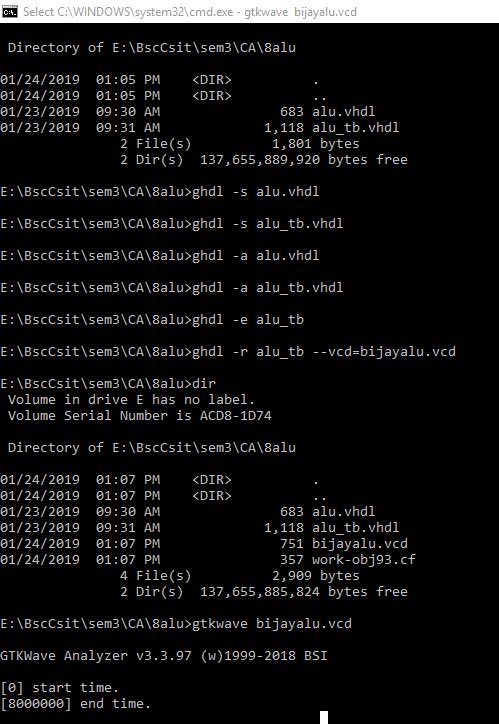 Select C:\WINDOWS\system32\cmd.exe - gtkwave  bijayalu.vcd
C:\.
Directory of E:\BscCsit\sem3\CA\8alu
01/24/2019  01:05 PM    <DIR>          .
01/24/2019  01:05 PM    <DIR>          ..
01/23/2019  09:30 AM               683 alu.vhdl
01/23/2019  09:31 AM             1,118 alu_tb.vhdl
2 File(s)          1,801 bytes
2 Dir(s)  137,655,889,920 bytes free
E:\BscCsit\sem3\CA\8alu>ghdl -s alu.vhdl
E:\BscCsit\sem3\CA\8alu>ghdl -s alu_tb.vhdl
E:\BscCsit\sem3\CA\8alu>ghdl -a alu.vhdl
E:\BscCsit\sem3\CA\8alu>ghdl -a alu_tb.vhdl
E:\BscCsit\sem3\CA\8alu>ghdl -e alu_tb
E:\BscCsit\sem3\CA\8alu>ghdl -r alu_tb --vcd=bijayalu.vcd
E:\BscCsit\sem3\CA\8alu>dir
Volume in drive E has no label.
Volume Serial Number is ACD8-1D74
Directory of E:\BscCsit\sem3\CA\8alu
01/24/2019  01:07 PM    <DIR>          .
01/24/2019  01:07 PM    <DIR>          ..
01/23/2019  09:30 AM               683 alu.vhdl
01/23/2019  09:31 AM             1,118 alu_tb.vhdl
01/24/2019  01:07 PM               751 bijayalu.vcd
01/24/2019  01:07 PM               357 work-obj93.cf
4 File(s)          2,909 bytes
2 Dir(s)  137,655,885,824 bytes free
E:\BscCsit\sem3\CA\8alu>gtkwave bijayalu.vcd
GTKWave Analyzer v3.3.97 (w)1999-2018 BSI
[0] start time.
[8000000] end time.